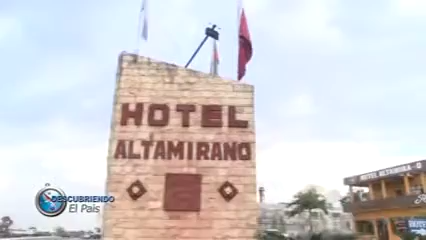 HOTEL
ALTAMIRANO
HOTEL ALTAMIRA
DESCUBRIENDO
El País